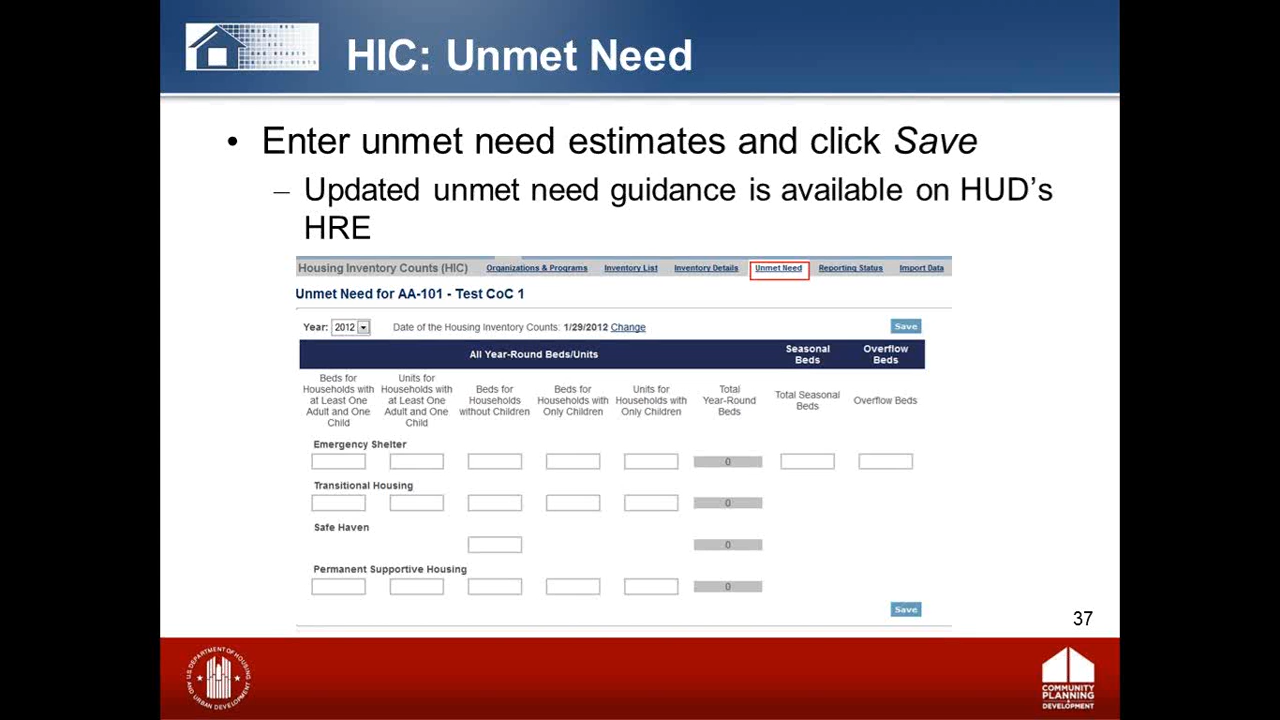 HIC: Unmet Need
• Enter unmet need estimates and click Save
– Updated unmet need guidance is available on HUD’s
HRE
Housing Inventory Counts (HIC) Organizations & Programs Inventory List Inventory Details Unmet Need Reporting Status Import Data
Unmet Need for AA-101 - Test CoC 1
Year: 2012 Date of the Housing Inventory Counts: 1/29/2012 Change Save
All Year-Round Beds/Units
Seasonal
Beds
Overflow
Beds
Beds for
Households with
at Least One
Adult and One
Child
Units for
Households with
at Least One
Adult and One
Child
Beds for
Households
without Children
Beds for
Households with
Only Children
Units for
Households with
Only Children
Total
Year-Round
Beds
Total Seasonal
Beds
Overflow Beds
Emergency Shelter
0
Transitional Housing
0
Safe Haven
0
Permanent Supportive Housing
0
Save
37
U.S. DEPARTMENT OF HOUSING
AND URBAN DEVELOPMENT
COMMUNITY
PLANNING
& DEVELOPMENT